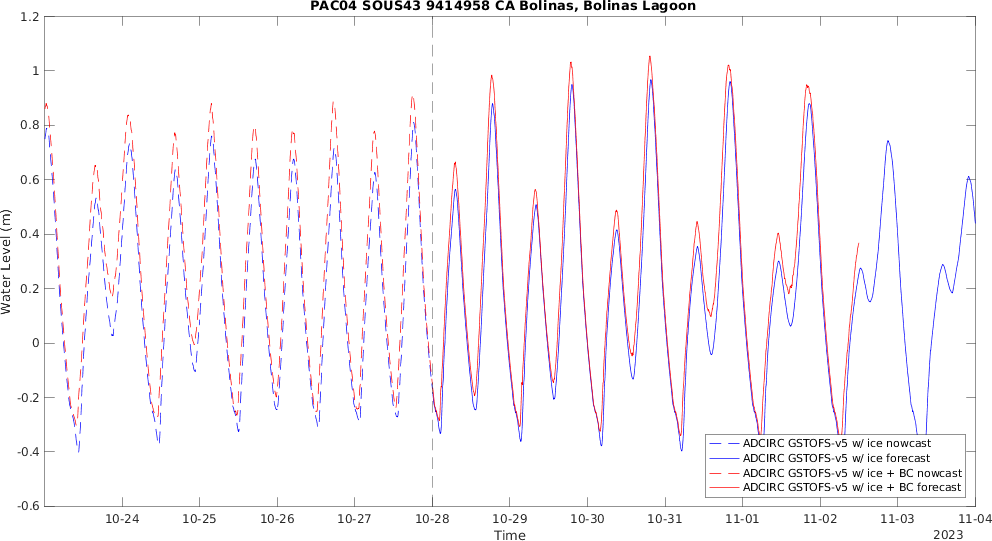 PAC04 SOUS43 9414958 CA Bolinas, Bolinas Lagoon
1.2
1
0.8
0.6
0.4
0.2
0
-0.2
-0.4
-0.6
Water Level (m)
ADCIRC GSTOFS-v5 w/ ice nowcast
ADCIRC GSTOFS-v5 w/ ice forecast
ADCIRC GSTOFS-v5 w/ ice + BC nowcast
ADCIRC GSTOFS-v5 w/ ice + BC forecast
10-24 10-25 10-26 10-27 10-28 10-29 10-30 10-31 11-01 11-02 11-03 11-04
Time
2023